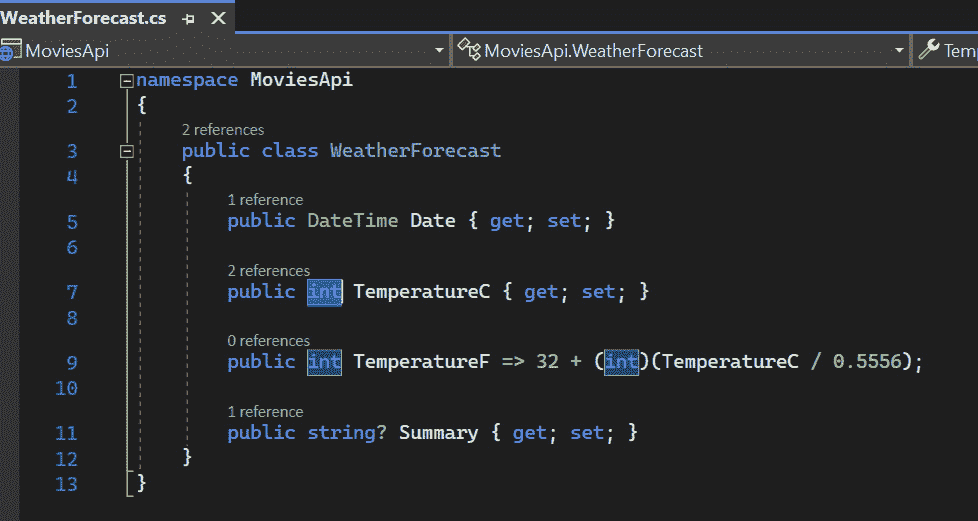 WeatherForecast.cs
MoviesApi MoviesApi.WeatherForecast
1 namespace MoviesApi
2 {
2 references
3 public class WeatherForecast
4 {
1 reference
5 public DateTime Date { get; set; }
6
2 references
7 public int TemperatureC { get; set; }
8
0 references
9 public int TemperatureF => 32 + (int)(TemperatureC / 0.5556);
10
1 reference
11 public string? Summary { get; set; }
12 }
13 }